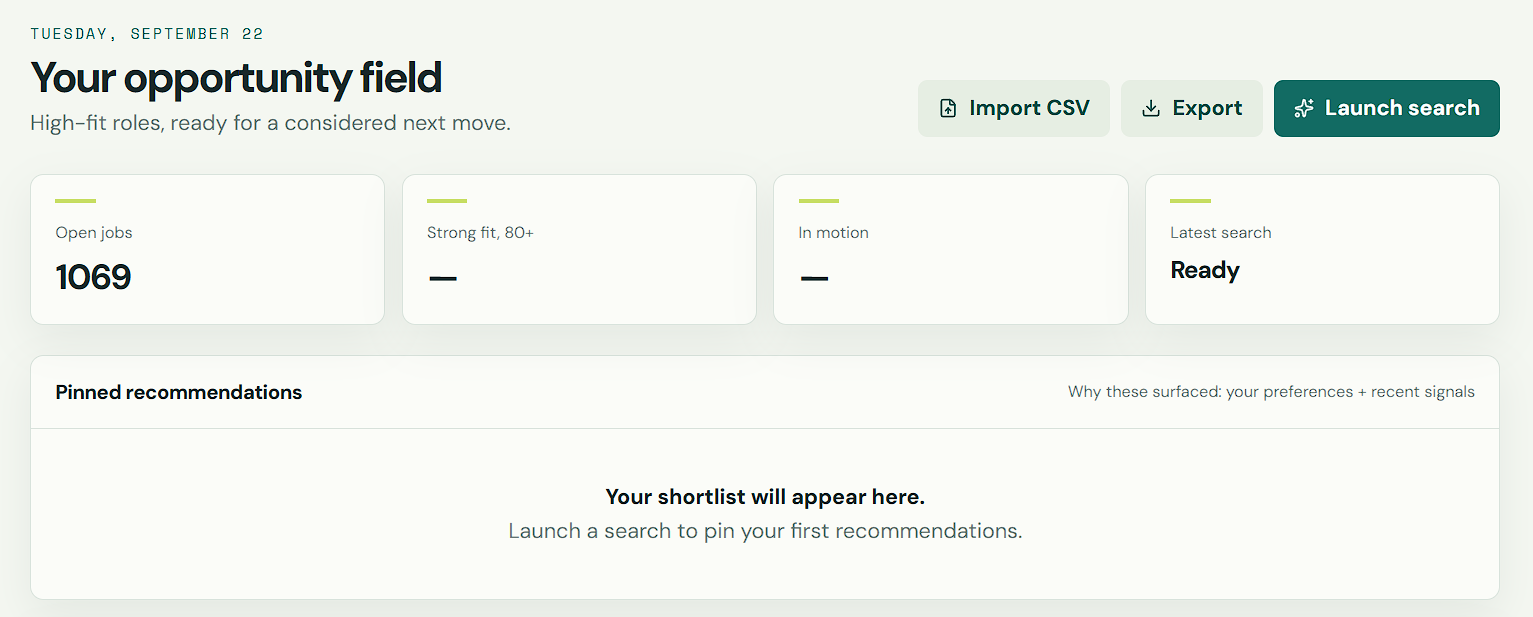 TUESDAY, SEPTEMBER 22
Your opportunity field
High-fit roles, ready for a considered next move.
Import CSV
Export
Launch search
Open jobs
1069
Strong fit, 80+
—
In motion
—
Latest search
Ready
Pinned recommendations
Why these surfaced: your preferences + recent signals
Your shortlist will appear here.
Launch a search to pin your first recommendations.